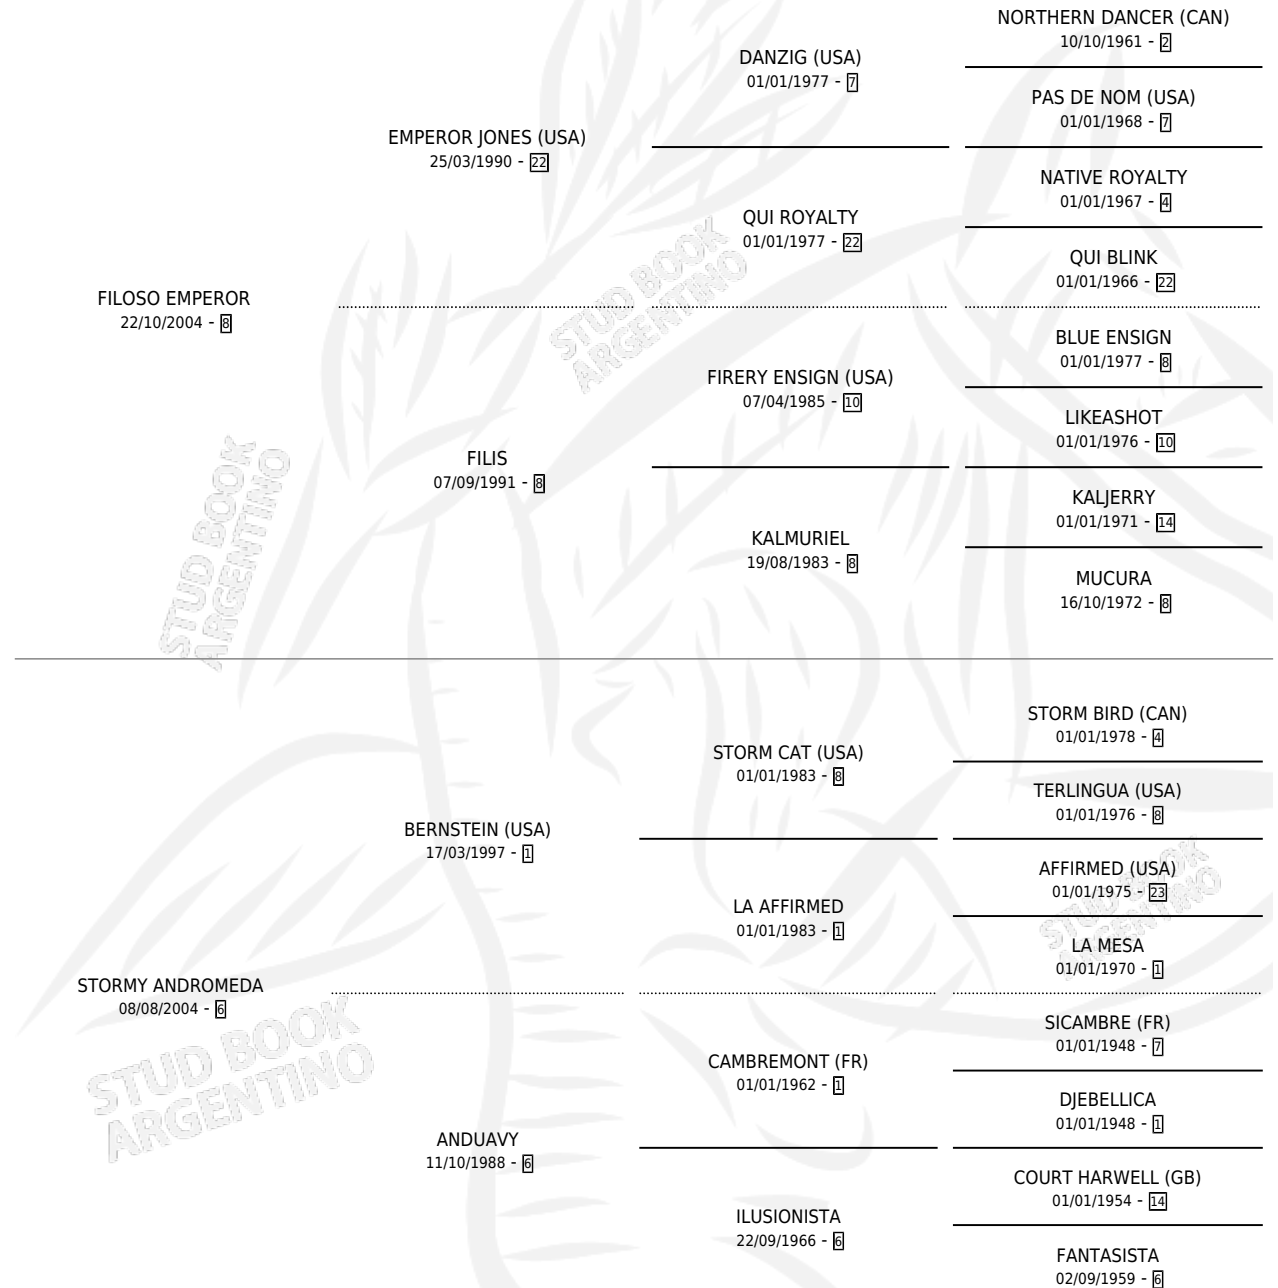 NORTHERN DANCER (CAN)
10/10/1961 - 2
DANZIG (USA)
01/01/1977 - 7
PAS DE NOM (USA)
01/01/1968 - 7
EMPEROR JONES (USA)
25/03/1990 - 22
NATIVE ROYALTY
01/01/1967 - 4
QUI ROYALTY
01/01/1977 - 22
QUI BLINK
01/01/1966 - 22
STUD BOOK
ARGENTINO
FILOSO EMPEROR
22/10/2004 - 8
BLUE ENSIGN
01/01/1977 - 8
FIRERY ENSIGN (USA)
07/04/1985 - 10
LIKEASHOT
01/01/1976 - 10
FILIS
07/09/1991 - 8
KALJERRY
01/01/1971 - 14
KALMURIEL
19/08/1983 - 8
MUCURA
16/10/1972 - 8
STUD BOOK
ARGENTINO
STORM BIRD (CAN)
01/01/1978 - 4
STORM CAT (USA)
01/01/1983 - 8
TERLINGUA (USA)
01/01/1976 - 8
BERNSTEIN (USA)
17/03/1997 - 1
AFFIRMED (USA)
01/01/1975 - 23
LA AFFIRMED
01/01/1983 - 1
LA MESA
01/01/1970 - 1
STUD BOOK
ARGENTINO
STORMY ANDROMEDA
08/08/2004 - 6
SICAMBRE (FR)
01/01/1948 - 7
CAMBREMONT (FR)
01/01/1962 - 1
DJEBELLICA
01/01/1948 - 1
STUD BOOK
ARGENTINO
ANDUAVY
11/10/1988 - 6
COURT HARWELL (GB)
01/01/1954 - 14
ILUSIONISTA
22/09/1966 - 6
FANTASISTA
02/09/1959 - 6